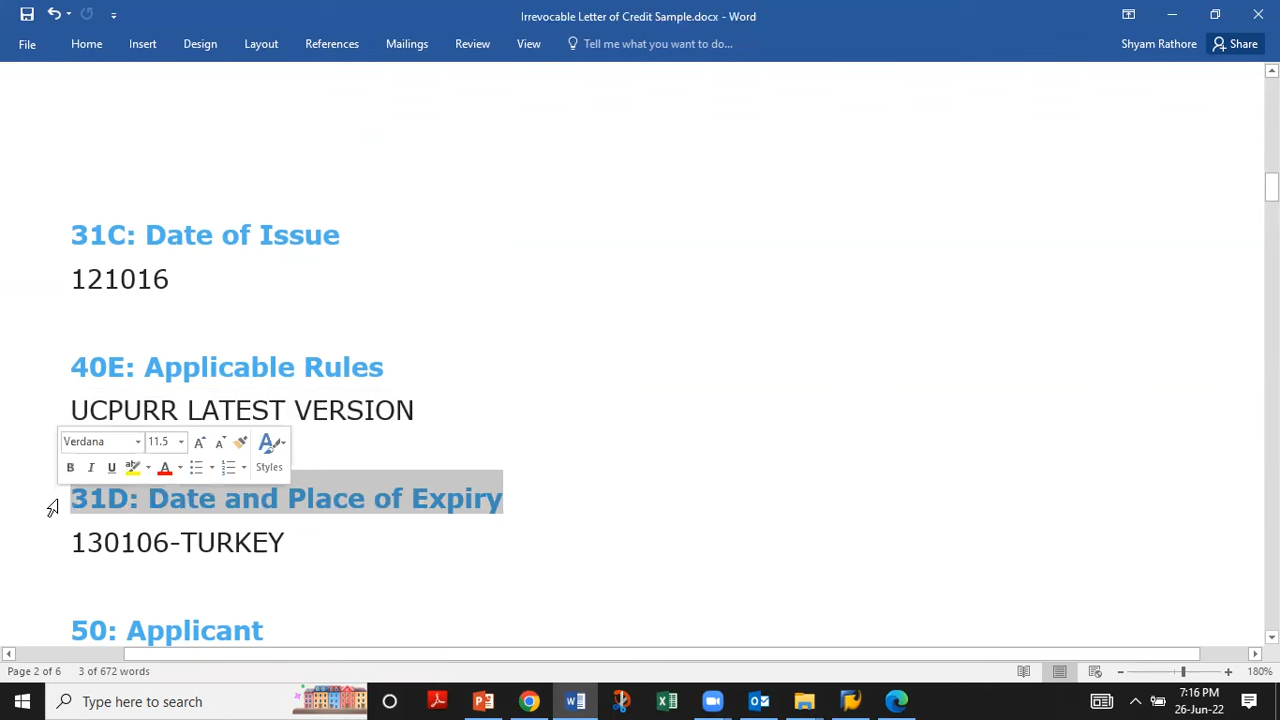 Irrevocable Letter of Credit Sample.docx - Word
File Home Insert Design Layout References Mailings Review View Tell me what you want to do... Shyam Rathore Share
31C: Date of Issue
121016
40E: Applicable Rules
UCPURR LATEST VERSION
Verdana 11.5
B I U A Styles
31D: Date and Place of Expiry
130106-TURKEY
50: Applicant
Page 2 of 6 3 of 672 words 180%
Type here to search
7:16 PM
26-Jun-22